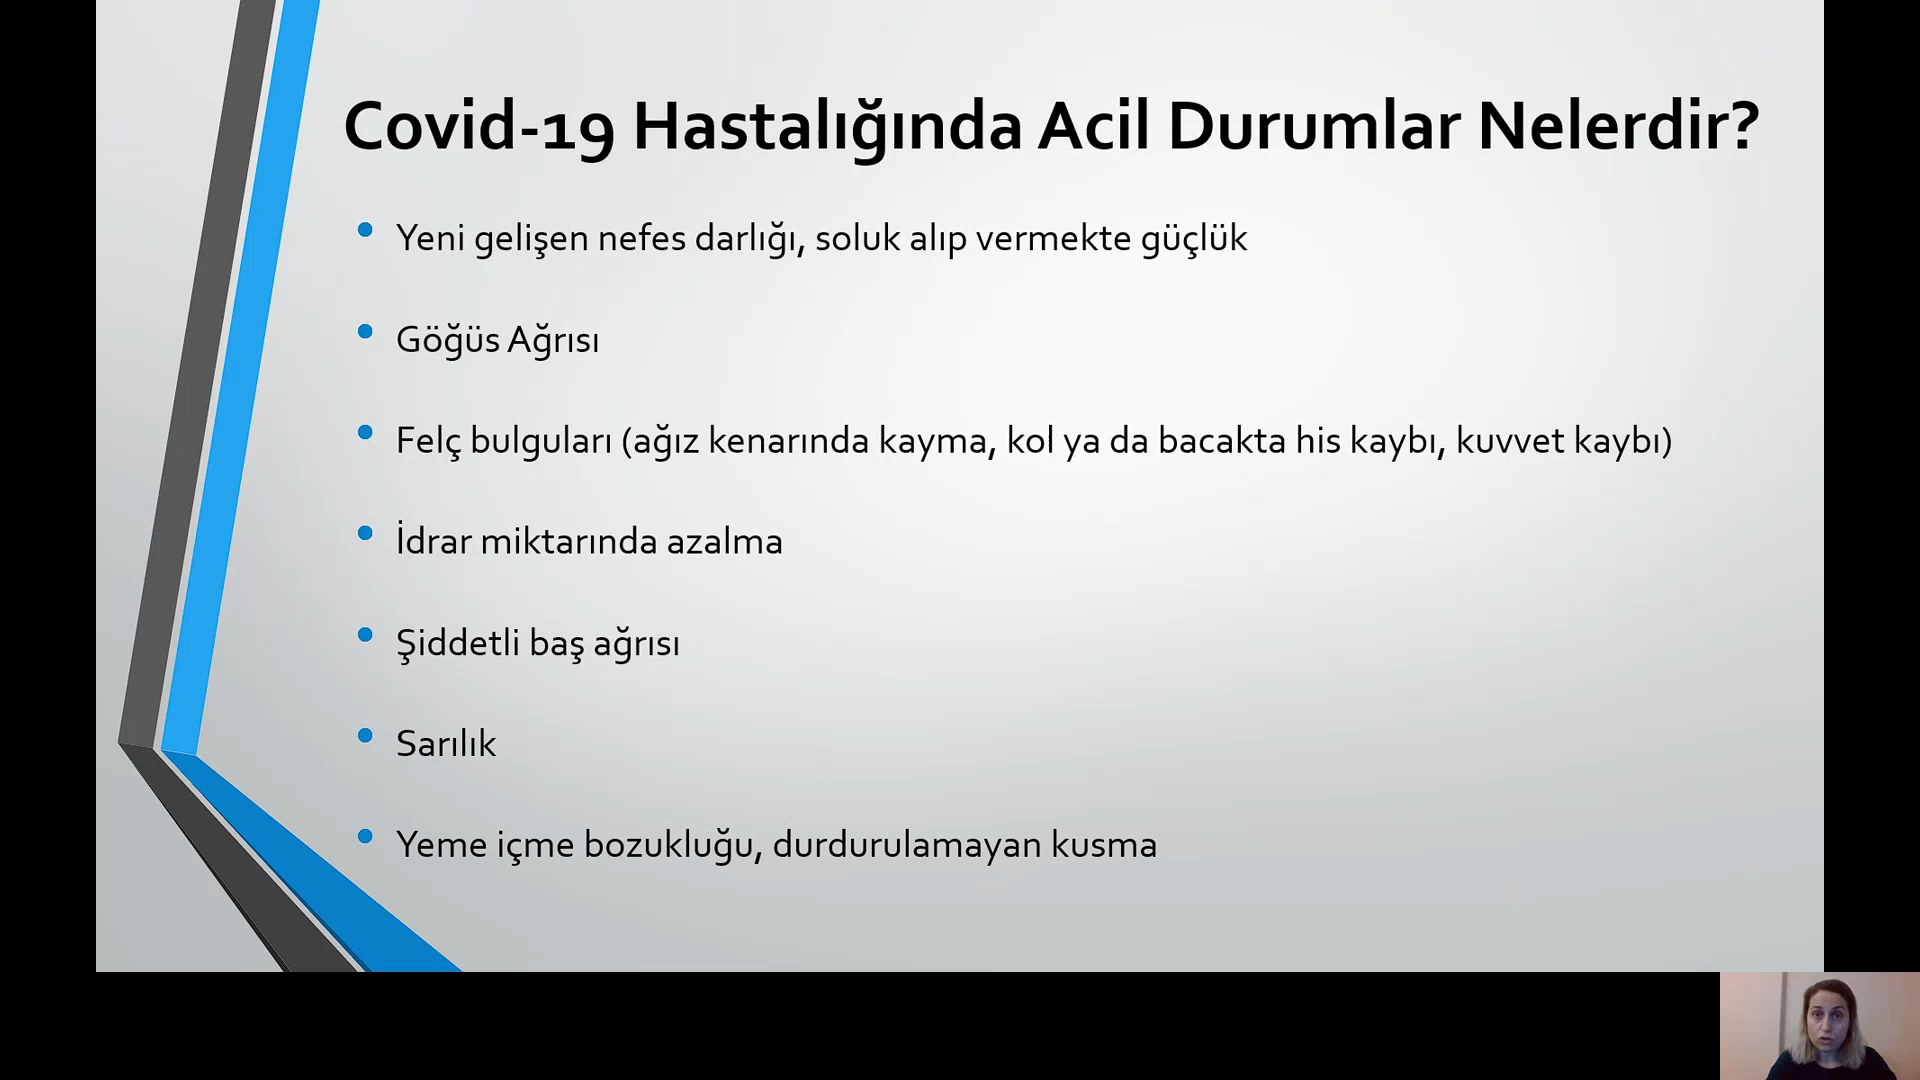 Covid-19 Hastalığında Acil Durumlar Nelerdir?
• Yeni gelişen nefes darlığı, soluk alıp vermekte güçlük
• Göğüs Ağrısı
• Felç bulguları (ağız kenarında kayma, kol ya da bacakta his kaybı, kuvvet kaybı)
• İdrar miktarında azalma
• Şiddetli baş ağrısı
• Sarılık
• Yeme içme bozukluğu, durdurulamayan kusma